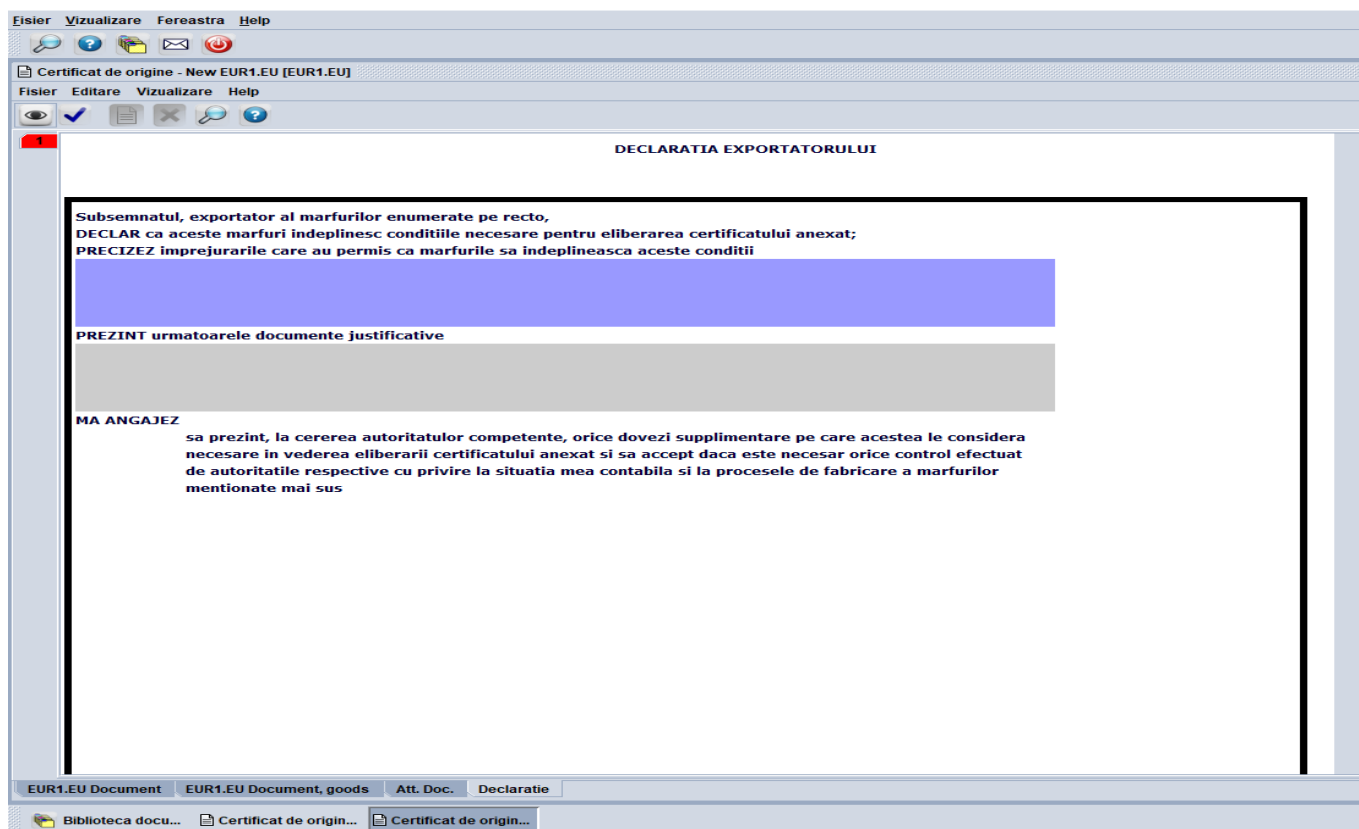 Fisier Vizualizare Fereastra Help
Certificat de origine - New EUR1.EU [EUR1.EU]
Fisier Editare Vizualizare Help
1
DECLARATIA EXPORTATORULUI
Subsemnatul, exportator al marfurilor enumerate pe recto,
DECLAR ca aceste marfuri indeplinesc conditiile necesare pentru eliberarea certificatului anexat;
PRECIZEZ imprejurarile care au permis ca marfurile sa indeplineasca aceste conditii
PREZINT urmatoarele documente justificative
MA ANGAJEZ
sa prezint, la cererea autoritatulor competente, orice dovezi supplimentare pe care acestea le considera
necesare in vederea eliberarii certificatului anexat si sa accept daca este necesar orice control efectuat
de autoritatile respective cu privire la situatia mea contabila si la procesele de fabricare a marfurilor
mentionate mai sus
EUR1.EU Document EUR1.EU Document, goods Att. Doc. Declaratie
Biblioteca docu... Certificat de origin... Certificat de origin...